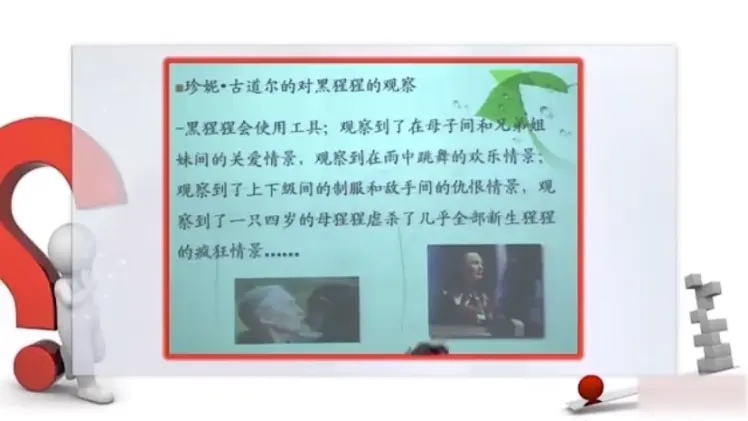 ■珍妮•古道尔的对黑猩猩的观察
–黑猩猩会使用工具；观察到了在母子间和兄弟姐
妹间的关爱情景，观察到在雨中跳舞的欢乐情景；
观察到了上下级间的制服和敌手间的仇恨情景，观
察到了一只四岁的母猩猩虐杀了几乎全部新生猩猩
的疯狂情景……